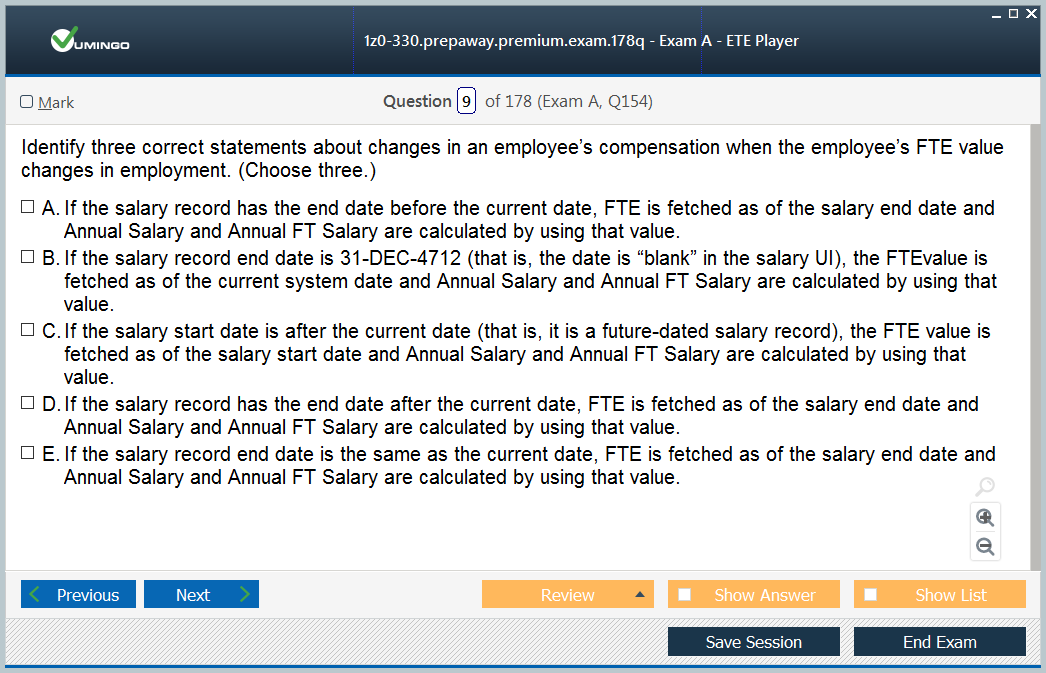 VUMINGO
1z0-330.prepaway.premium.exam.178q - Exam A - ETE Player
Mark
Question 9 of 178 (Exam A, Q154)
Identify three correct statements about changes in an employee’s compensation when the employee’s FTE value
changes in employment. (Choose three.)
A. If the salary record has the end date before the current date, FTE is fetched as of the salary end date and
Annual Salary and Annual FT Salary are calculated by using that value.
B. If the salary record end date is 31-DEC-4712 (that is, the date is “blank” in the salary UI), the FTEvalue is
fetched as of the current system date and Annual Salary and Annual FT Salary are calculated by using that
value.
C. If the salary start date is after the current date (that is, it is a future-dated salary record), the FTE value is
fetched as of the salary start date and Annual Salary and Annual FT Salary are calculated by using that
value.
D. If the salary record has the end date after the current date, FTE is fetched as of the salary end date and
Annual Salary and Annual FT Salary are calculated by using that value.
E. If the salary record end date is the same as the current date, FTE is fetched as of the salary end date and
Annual Salary and Annual FT Salary are calculated by using that value.
Previous Next Review Show Answer Show List
Save Session End Exam